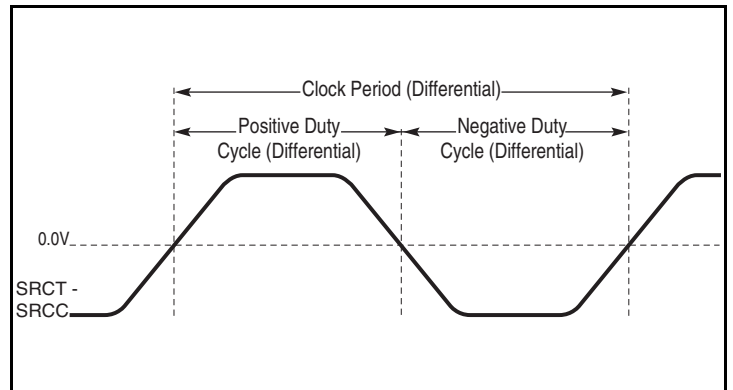 Clock Period (Differential)
Positive Duty
Cycle (Differential)
Negative Duty
Cycle (Differential)
0.0V
SRCT -
SRCC